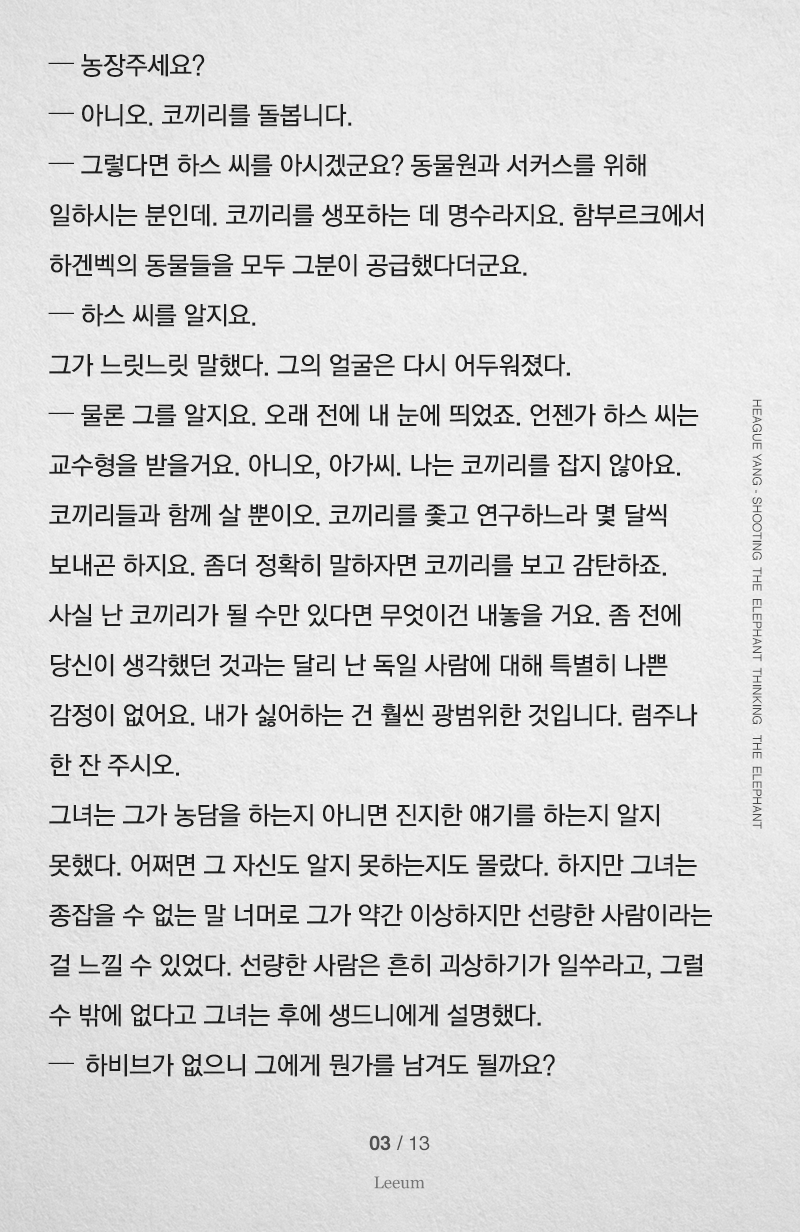 — 농장주세요?
— 아니오. 코끼리를 돌봅니다.
— 그렇다면 하스 씨를 아시겠군요? 동물원과 서커스를 위해
일하시는 분인데. 코끼리를 생포하는 데 명수라지요. 함부르크에서
하겐벡의 동물들을 모두 그분이 공급했다더군요.
— 하스 씨를 알지요.
그가 느릿느릿 말했다. 그의 얼굴은 다시 어두워졌다.
— 물론 그를 알지요. 오래 전에 내 눈에 띄었죠. 언젠가 하스 씨는
교수형을 받을거요. 아니오, 아가씨. 나는 코끼리를 잡지 않아요.
코끼리들과 함께 살 뿐이오. 코끼리를 좇고 연구하느라 몇 달씩
보내곤 하지요. 좀더 정확히 말하자면 코끼리를 보고 감탄하죠.
사실 난 코끼리가 될 수만 있다면 무엇이건 내놓을 거요. 좀 전에
당신이 생각했던 것과는 달리 난 독일 사람에 대해 특별히 나쁜
감정이 없어요. 내가 싫어하는 건 훨씬 광범위한 것입니다. 럼주나
한 잔 주시오.
그녀는 그가 농담을 하는지 아니면 진지한 얘기를 하는지 알지
못했다. 어쩌면 그 자신도 알지 못하는지도 몰랐다. 하지만 그녀는
종잡을 수 없는 말 너머로 그가 약간 이상하지만 선량한 사람이라는
걸 느낄 수 있었다. 선량한 사람은 흔히 괴상하기가 일쑤라고, 그럴
수 밖에 없다고 그녀는 후에 생드니에게 설명했다.
— 하비브가 없으니 그에게 뭔가를 남겨도 될까요?
HEAGUE YANG - SHOOTING THE ELEPHANT THINKING THE ELEPHANT
03 / 13
Leeum